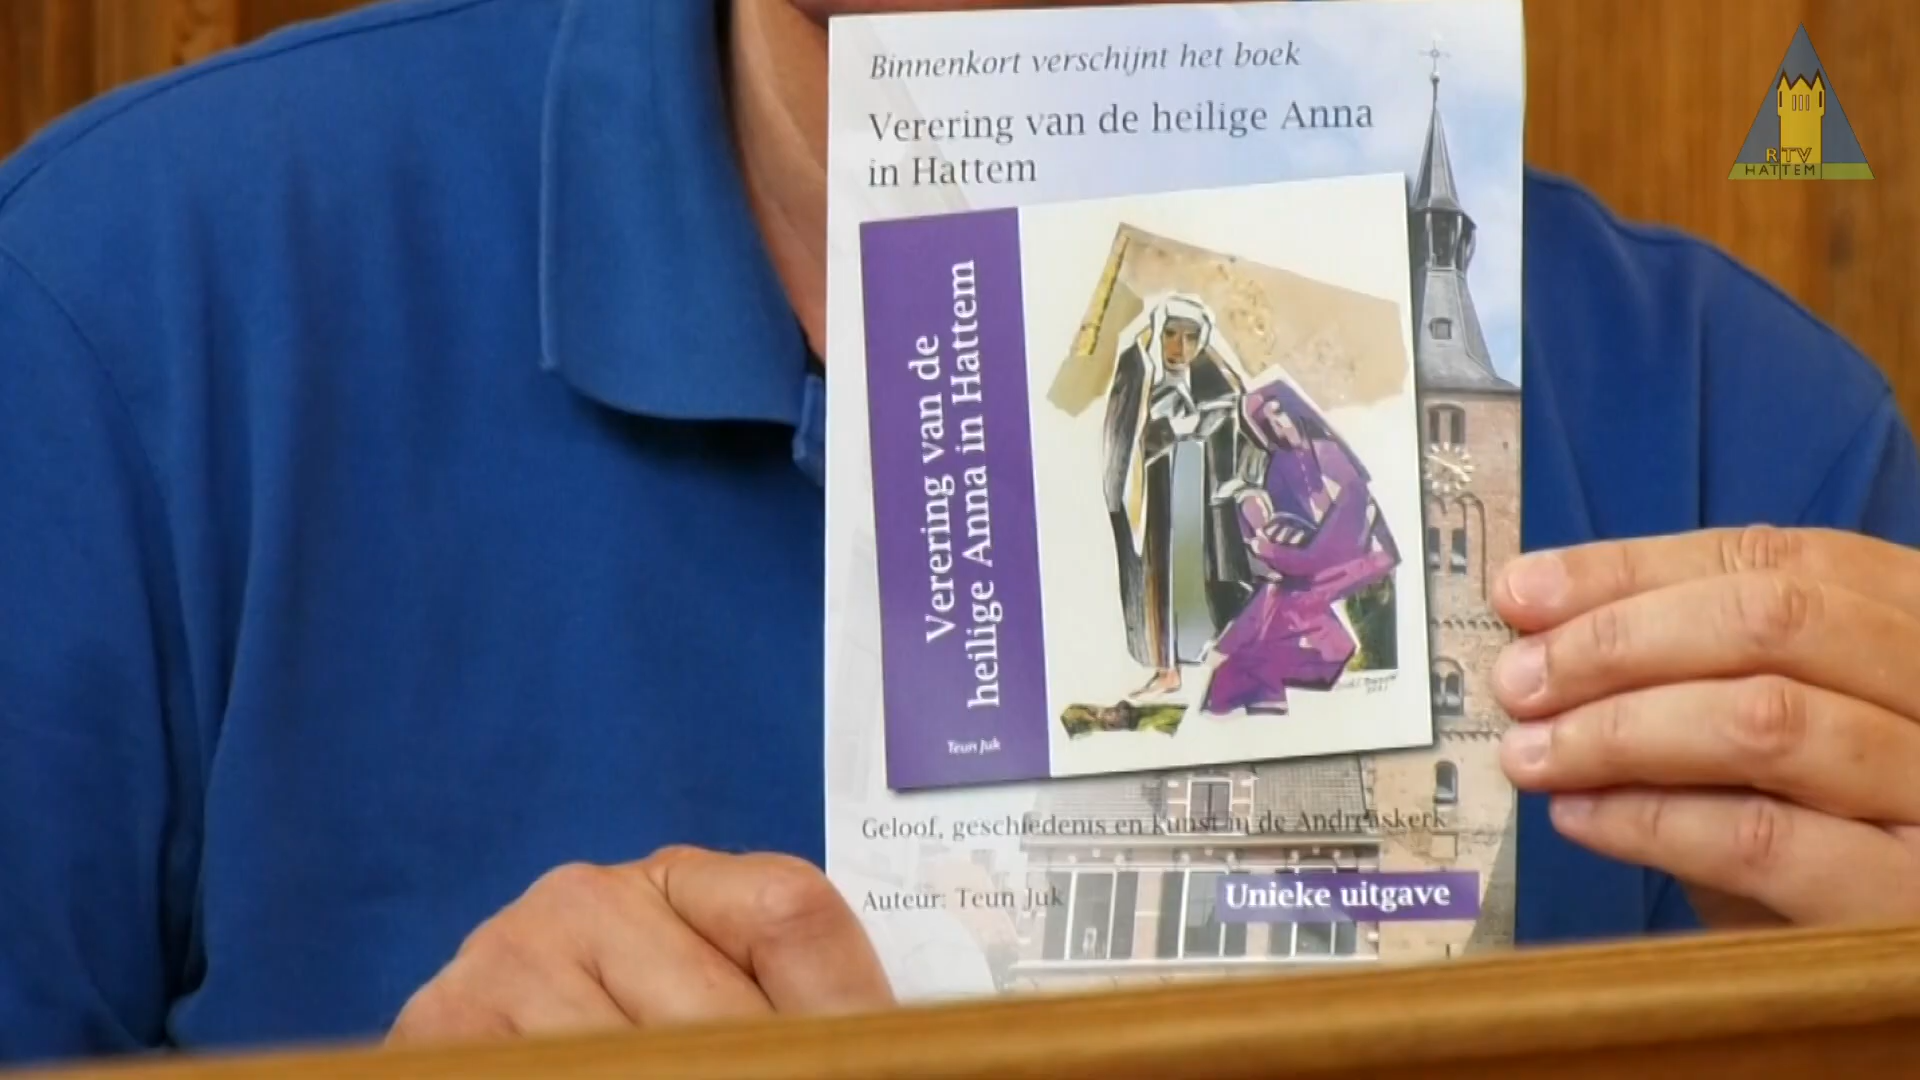 Binnenkort verschijnt het boek
Verering van de heilige Anna
in Hattem
Verering van de
heilige Anna in Hattem
Teun Juk
Geloof, geschiedenis en kunst in de Andreaskerk
Auteur: Teun Juk
Unieke uitgave
RTV
HATTEM